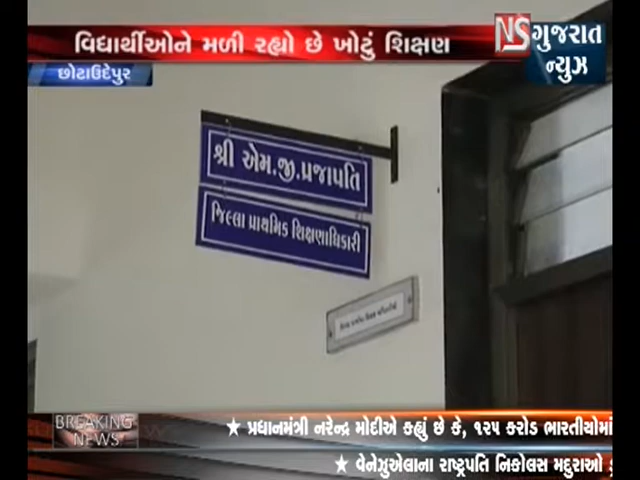 વિદ્યાર્થીઓને મળી રહ્યો છે ખોટું શિક્ષણ
NS ગુજરાત
ન્યુઝ
છોટાઉદેપુર
શ્રી એમ.જી.પ્રજાપતિ
જિલ્લા પ્રાથમિક શિક્ષણાધિકારી
BREAKING
NEWS
★ પ્રધાનમંત્રી નરેન્દ્ર મોદીએ કહ્યું છે કે, ૧૨૫ કરોડ ભારતીયોમાં
★ વેનેઝુએલાના રાષ્ટ્રપતિ નિકોલસ મદુરાઓ